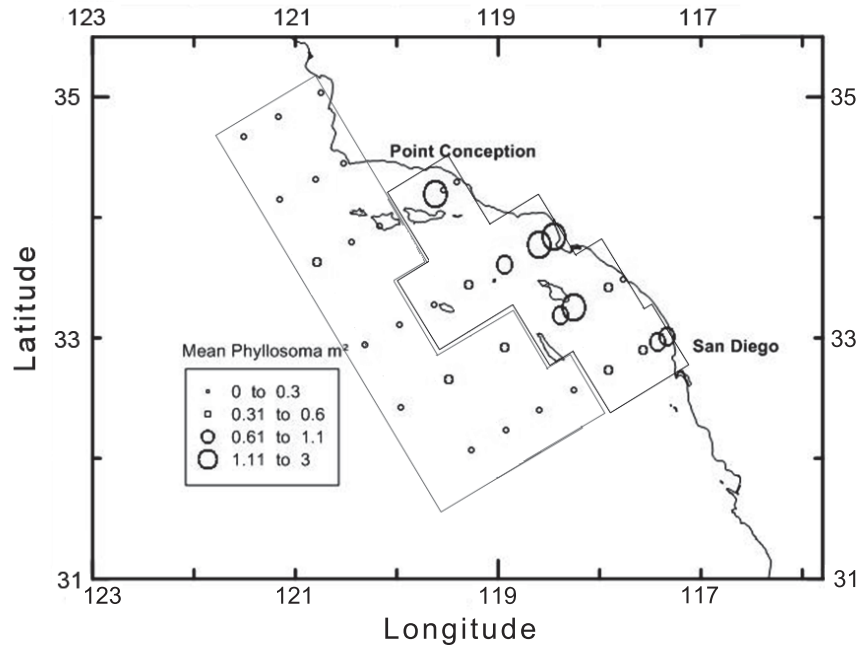 123 121 119 117
35 35
Point Conception
Latitude
33 33
San Diego
Mean Phyllosoma m²
0 to 0.3
0.31 to 0.6
0.61 to 1.1
1.11 to 3
31 31
123 121 119 117
Longitude